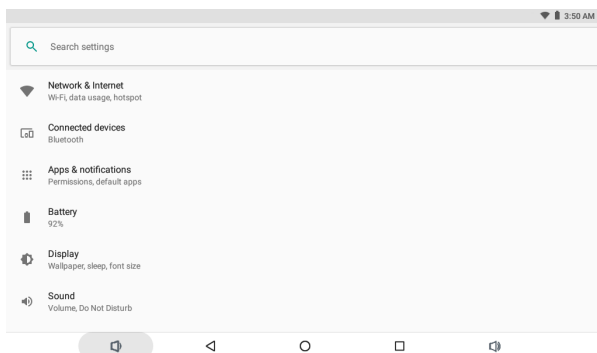 3:50 AM
Search settings
Network & Internet
Wi-Fi, data usage, hotspot
Connected devices
Bluetooth
Apps & notifications
Permissions, default apps
Battery
92%
Display
Wallpaper, sleep, font size
Sound
Volume, Do Not Disturb